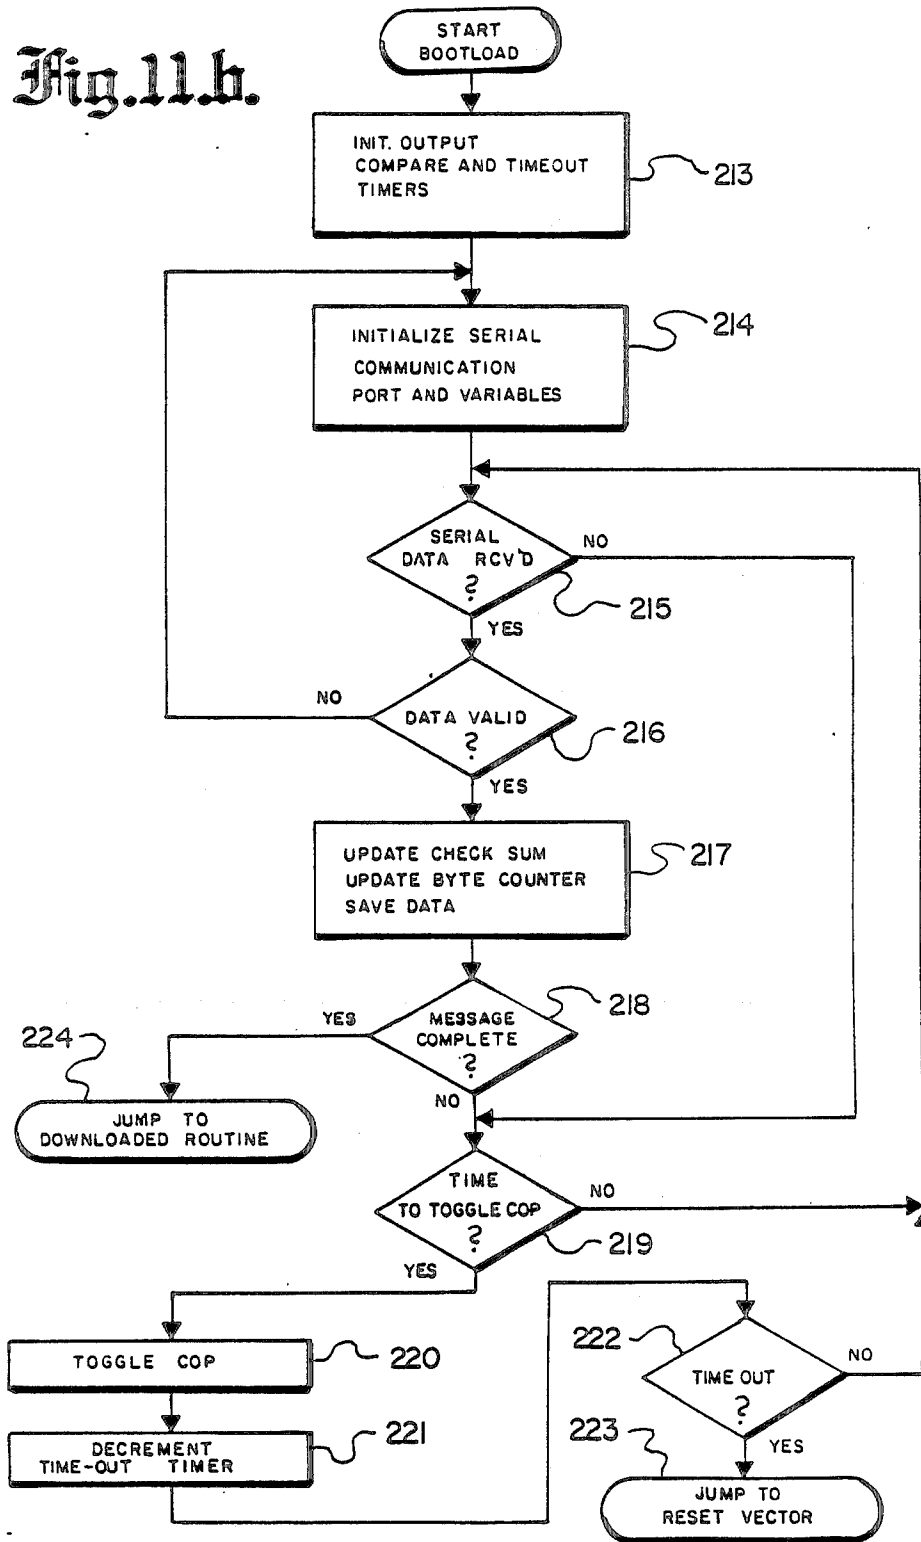 Fig.11.b.
START
BOOTLOAD
INIT. OUTPUT
COMPARE AND TIMEOUT
TIMERS
213
INITIALIZE SERIAL
COMMUNICATION
PORT AND VARIABLES
214
SERIAL
DATA RCV'D
?
NO
215
YES
DATA VALID
?
NO
216
YES
UPDATE CHECK SUM
UPDATE BYTE COUNTER
SAVE DATA
217
MESSAGE
COMPLETE
?
218
YES
224
NO
JUMP TO
DOWNLOADED ROUTINE
TIME
TO TOGGLE COP
?
NO
219
YES
TOGGLE COP
220
DECREMENT
TIME-OUT TIMER
221
222
TIME OUT
?
NO
223
YES
JUMP TO
RESET VECTOR